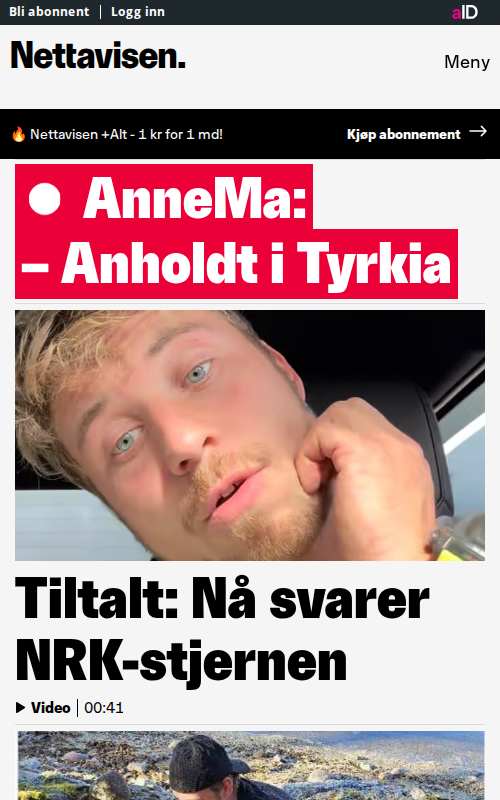 Bli abonnent | Logg inn
aID
Nettavisen.
Meny
🔥 Nettavisen +Alt - 1 kr for 1 md!
Kjøp abonnement →
AnneMa:
– Anholdt i Tyrkia
Tiltalt: Nå svarer
NRK-stjernen
Video | 00:41